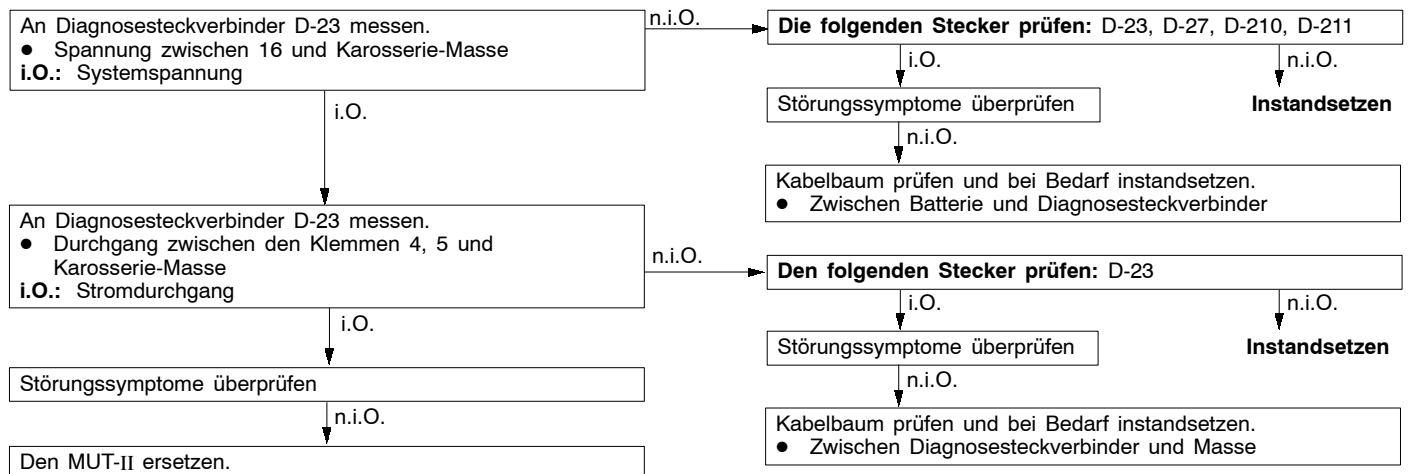 An Diagnosesteckverbinder D-23 messen.
● Spannung zwischen 16 und Karosserie-Masse
i.O.: Systemspannung
n.i.O.
Die folgenden Stecker prüfen: D-23, D-27, D-210, D-211
i.O.
n.i.O.
Störungssymptome überprüfen
Instandsetzen
n.i.O.
Kabelbaum prüfen und bei Bedarf instandsetzen.
● Zwischen Batterie und Diagnosesteckverbinder
i.O.
An Diagnosesteckverbinder D-23 messen.
● Durchgang zwischen den Klemmen 4, 5 und
Karosserie-Masse
i.O.: Stromdurchgang
n.i.O.
Den folgenden Stecker prüfen: D-23
i.O.
n.i.O.
Störungssymptome überprüfen
Instandsetzen
n.i.O.
Kabelbaum prüfen und bei Bedarf instandsetzen.
● Zwischen Diagnosesteckverbinder und Masse
i.O.
Störungssymptome überprüfen
n.i.O.
Den MUT-II ersetzen.